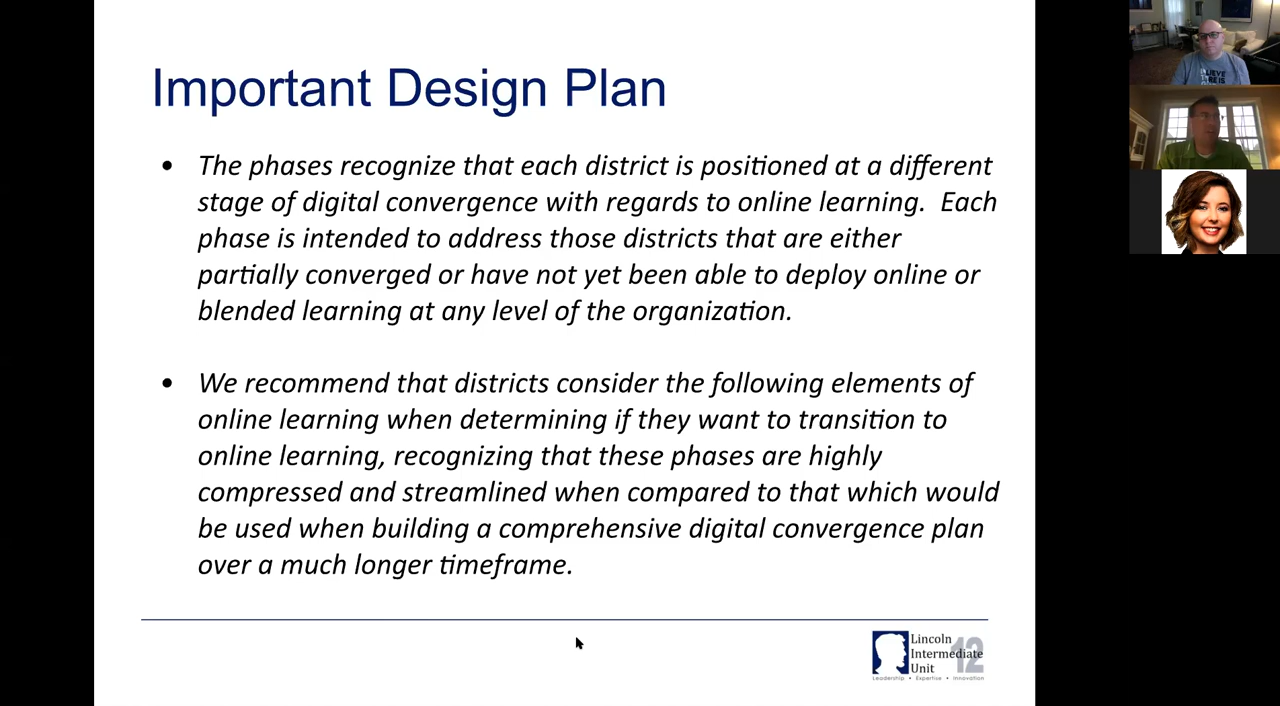 Important Design Plan
• The phases recognize that each district is positioned at a different
stage of digital convergence with regards to online learning.  Each
phase is intended to address those districts that are either
partially converged or have not yet been able to deploy online or
blended learning at any level of the organization.
• We recommend that districts consider the following elements of
online learning when determining if they want to transition to
online learning, recognizing that these phases are highly
compressed and streamlined when compared to that which would
be used when building a comprehensive digital convergence plan
over a much longer timeframe.
Lincoln
Intermediate
Unit
12
Leadership • Expertise • Innovation